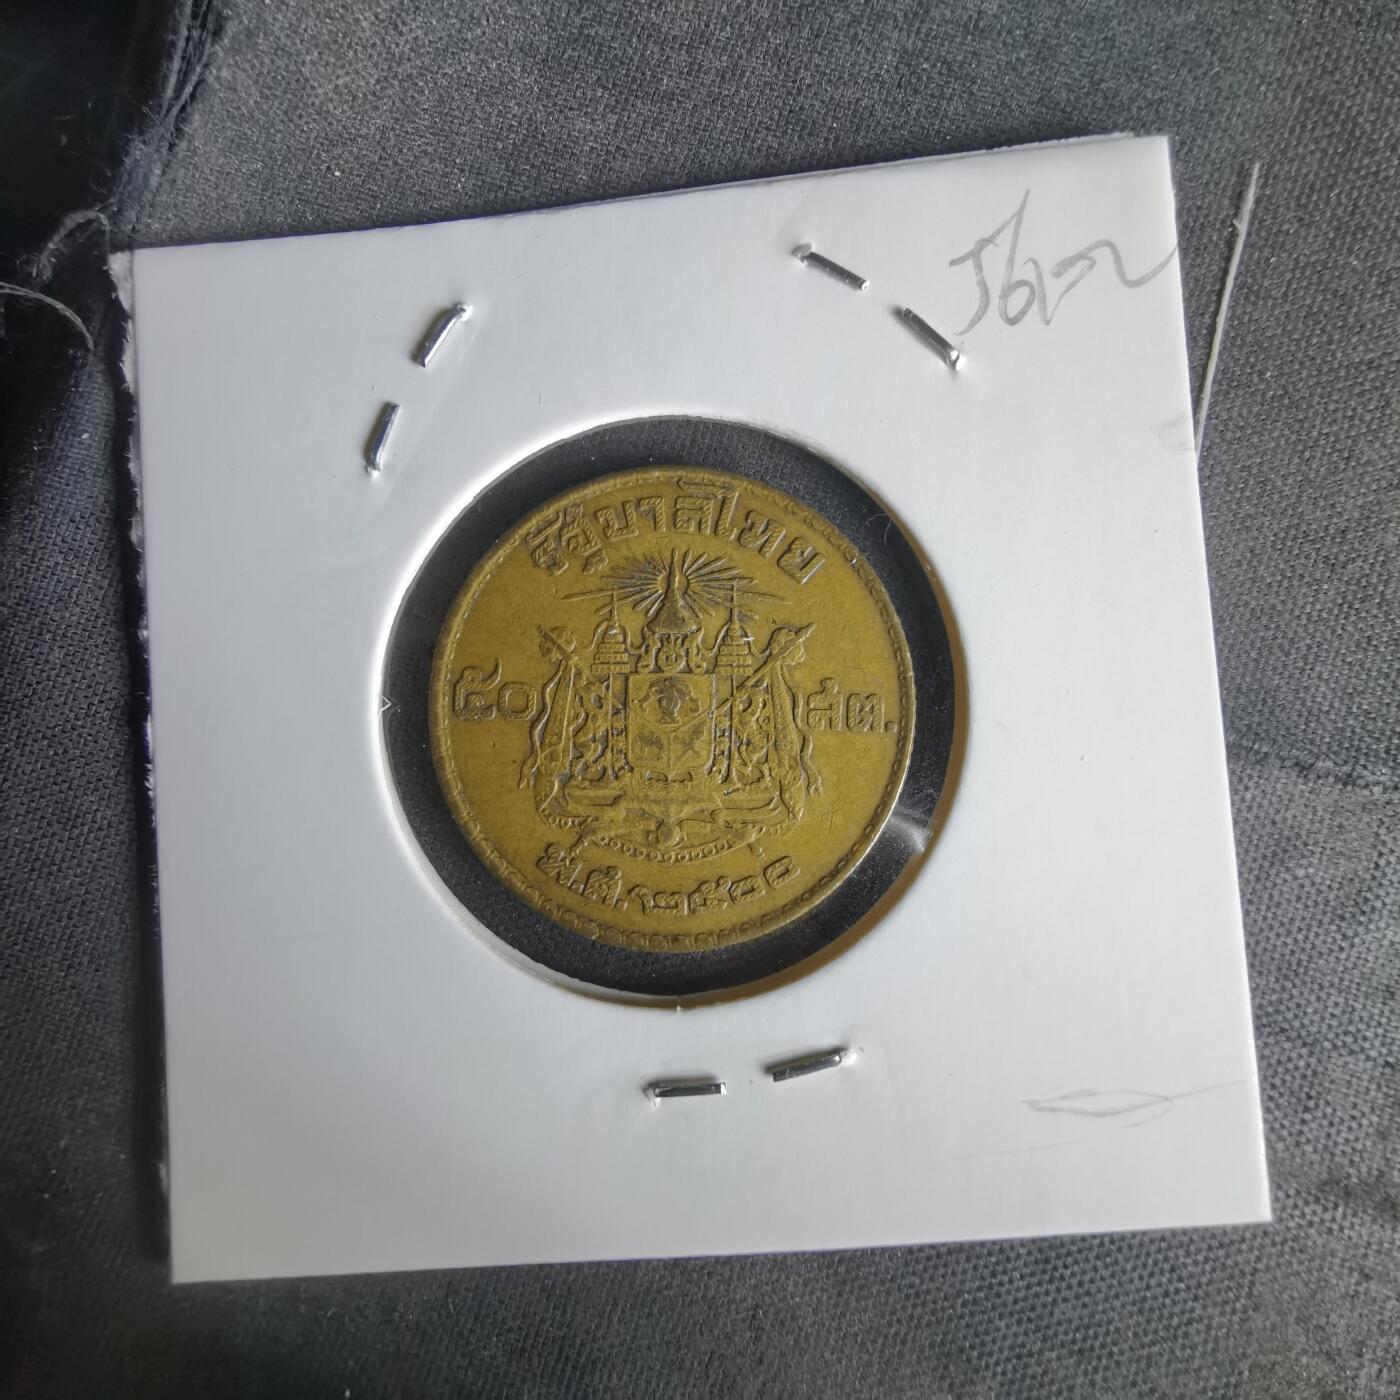 รัฐบาลไทย
๕๐ สต.
พ.ศ. ๒๕๐๐